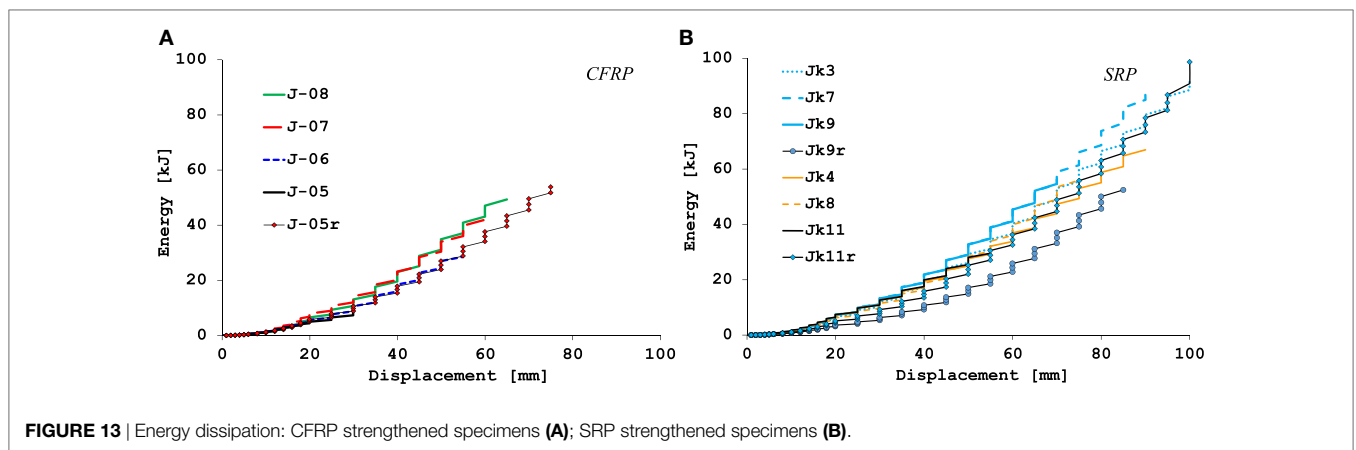 A
CFRP
Energy [kJ]
100
80
60
40
20
0
J-08
J-07
J-06
J-05
J-05r
0 20 40 60 80 100
Displacement [mm]
B
SRP
Energy [kJ]
100
80
60
40
20
0
Jk3
Jk7
Jk9
Jk9r
Jk4
Jk8
Jk11
Jk11r
0 20 40 60 80 100
Displacement [mm]
FIGURE 13 | Energy dissipation: CFRP strengthened specimens (A); SRP strengthened specimens (B).